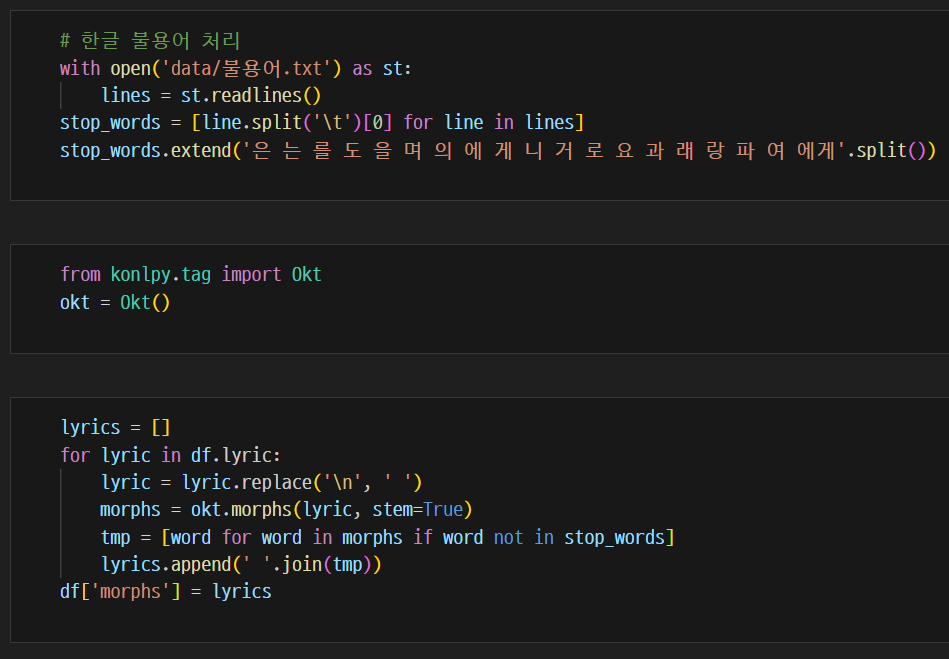 # 한글 불용어 처리
with open('data/불용어.txt') as st:
    lines = st.readlines()
stop_words = [line.split('\t')[0] for line in lines]
stop_words.extend('은 는 를 도 을 며 의 에 게 니 거 로 요 과 래 랑 파 여 에게'.split())
from konlpy.tag import Okt
okt = Okt()
lyrics = []
for lyric in df.lyric:
    lyric = lyric.replace('\n', ' ')
    morphs = okt.morphs(lyric, stem=True)
    tmp = [word for word in morphs if word not in stop_words]
    lyrics.append(' '.join(tmp))
df['morphs'] = lyrics